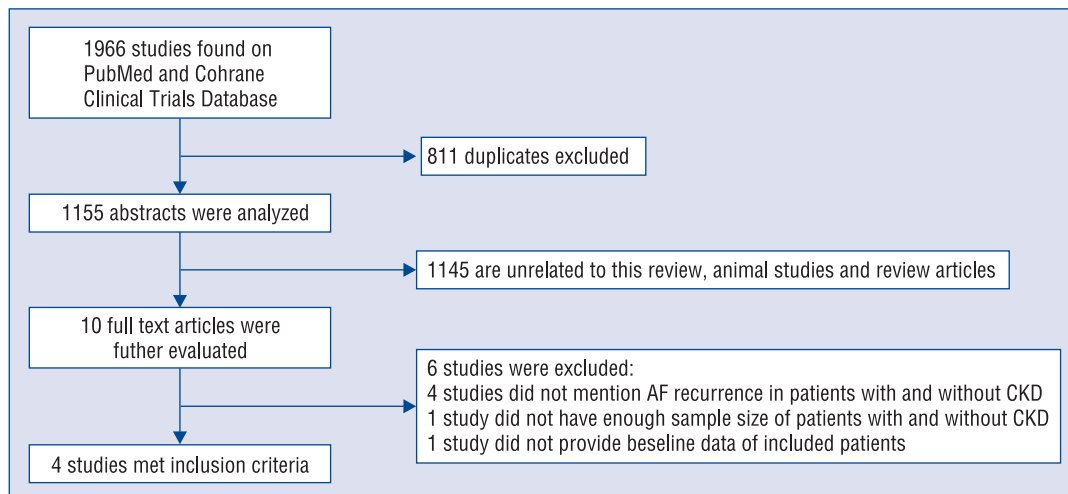 1966 studies found on
PubMed and Cohrane
Clinical Trials Database
811 duplicates excluded
1155 abstracts were analyzed
1145 are unrelated to this review, animal studies and review articles
10 full text articles were
futher evaluated
6 studies were excluded:
4 studies did not mention AF recurrence in patients with and without CKD
1 study did not have enough sample size of patients with and without CKD
1 study did not provide beseline data of included patients
4 studies met inclusion criteria